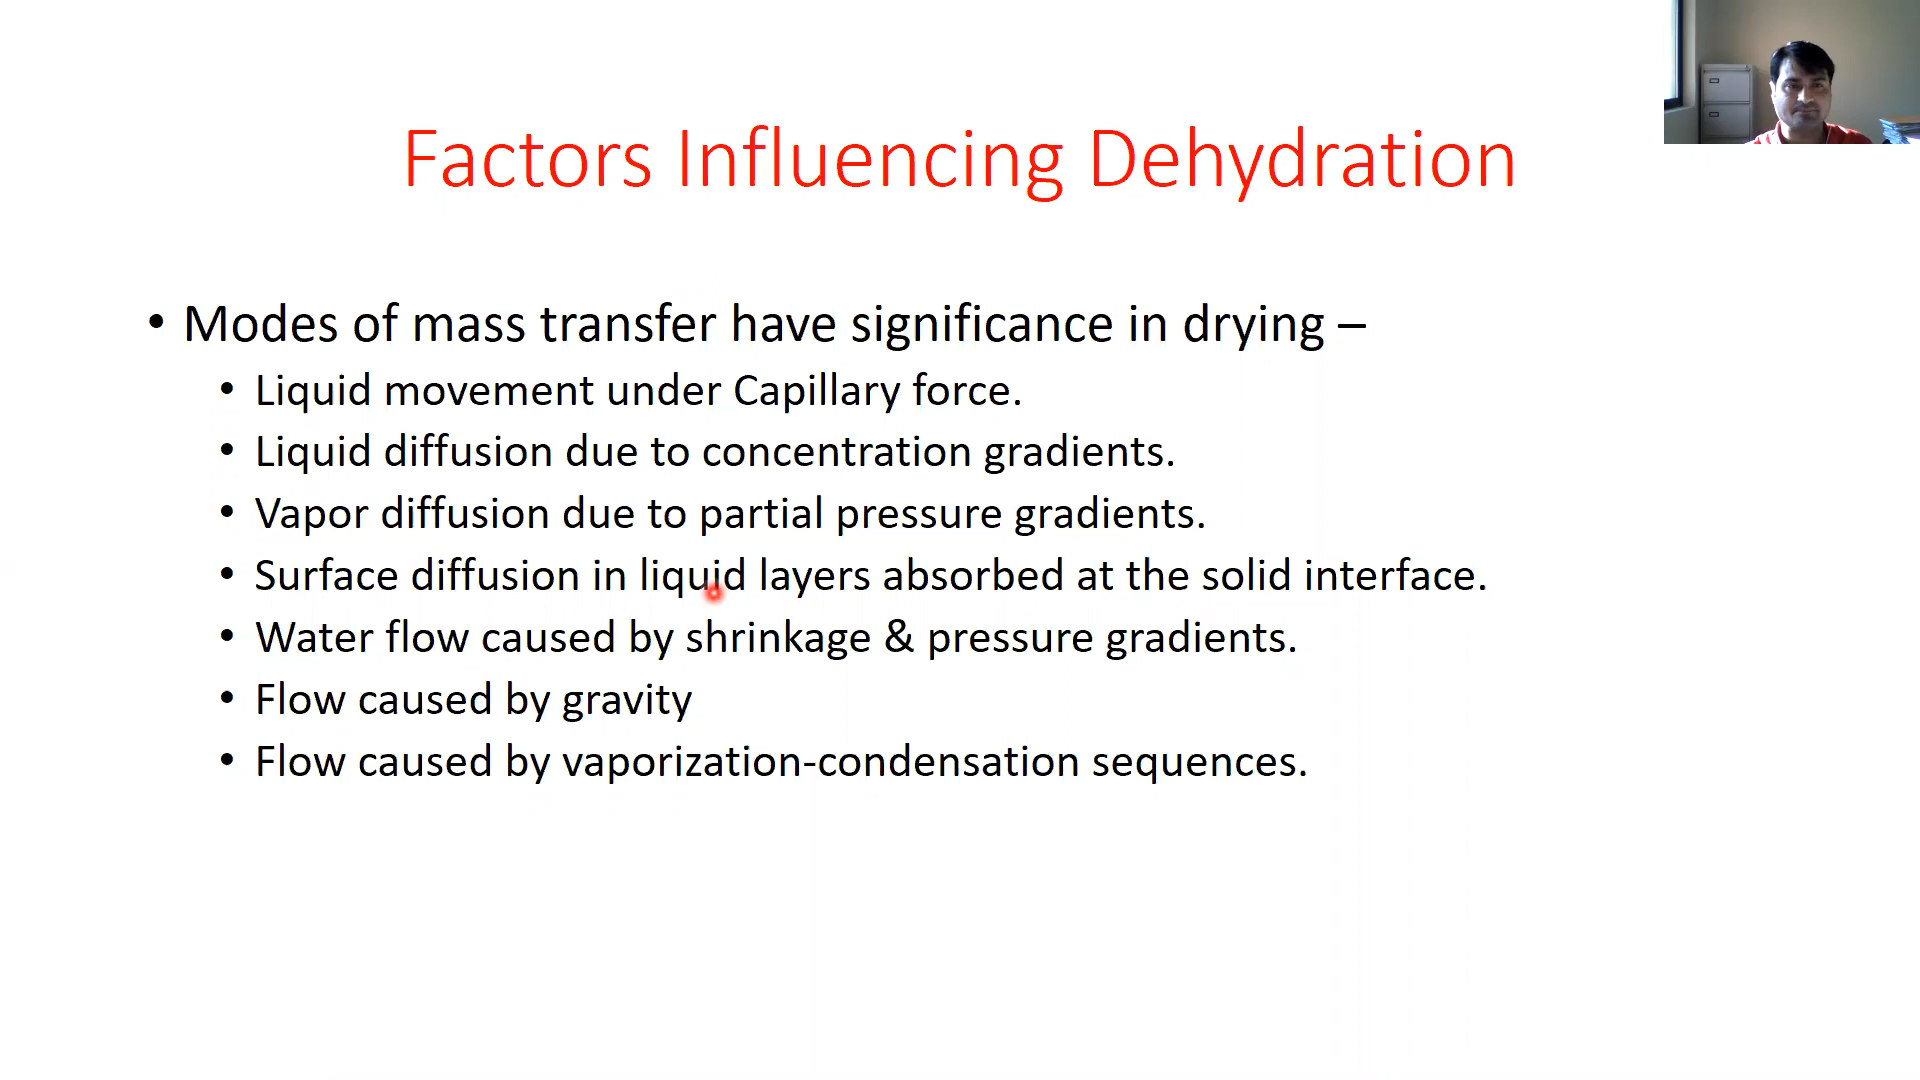 Factors Influencing Dehydration
• Modes of mass transfer have significance in drying –
• Liquid movement under Capillary force.
• Liquid diffusion due to concentration gradients.
• Vapor diffusion due to partial pressure gradients.
• Surface diffusion in liquid layers absorbed at the solid interface.
• Water flow caused by shrinkage & pressure gradients.
• Flow caused by gravity
• Flow caused by vaporization-condensation sequences.